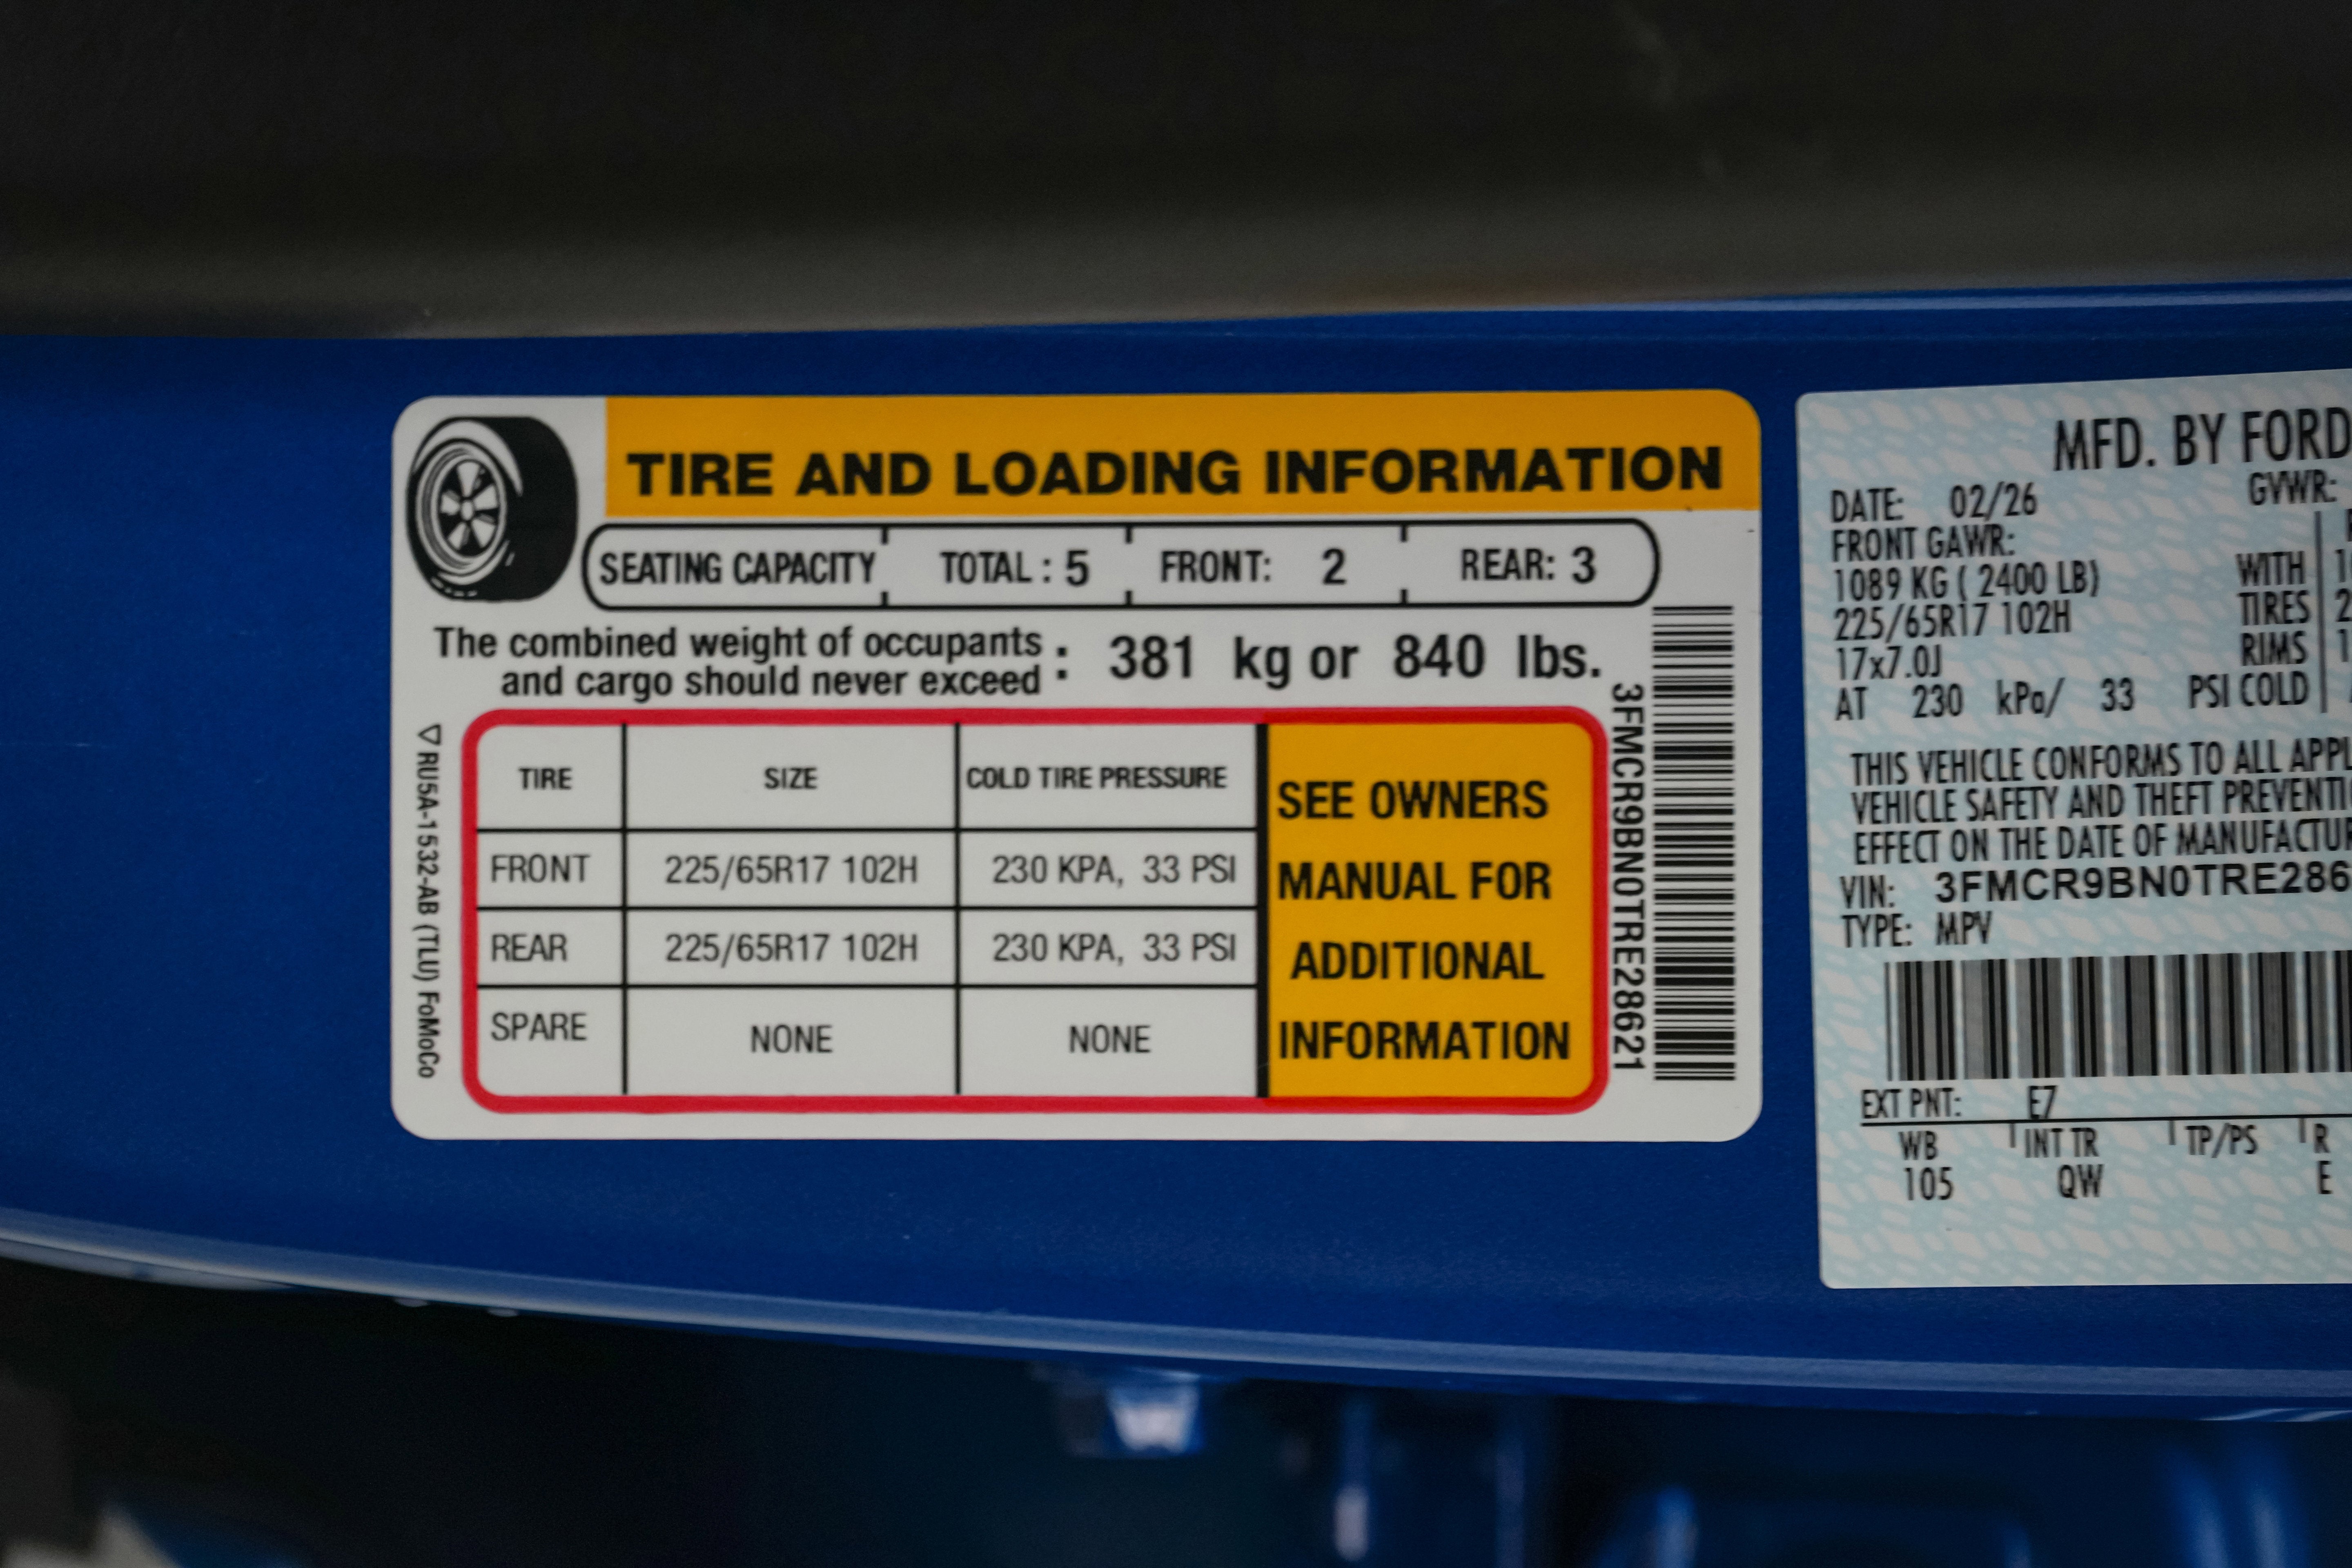 TIRE AND LOADING INFORMATION
SEATING CAPACITY TOTAL : 5 FRONT: 2 REAR: 3
The combined weight of occupants
and cargo should never exceed : 381 kg or 840 lbs.
TIRE SIZE COLD TIRE PRESSURE
FRONT 225/65R17 102H 230 KPA, 33 PSI
REAR 225/65R17 102H 230 KPA, 33 PSI
SPARE NONE NONE
SEE OWNERS
MANUAL FOR
ADDITIONAL
INFORMATION
RU5A-1532-AB (TLU) FoMoCo
3FMCR9BN0TRE28621
MFD. BY FORD
DATE: 02/26 GVWR:
FRONT GAWR:
1089 KG ( 2400 LB) WITH
225/65R17 102H TIRES
17x7.0J RIMS
AT 230 kPa/ 33 PSI COLD
THIS VEHICLE CONFORMS TO ALL APPL
VEHICLE SAFETY AND THEFT PREVENTI
EFFECT ON THE DATE OF MANUFACTUR
VIN: 3FMCR9BN0TRE286
TYPE: MPV
EXT PNT: E7
WB INT TR TP/PS R
105 QW E